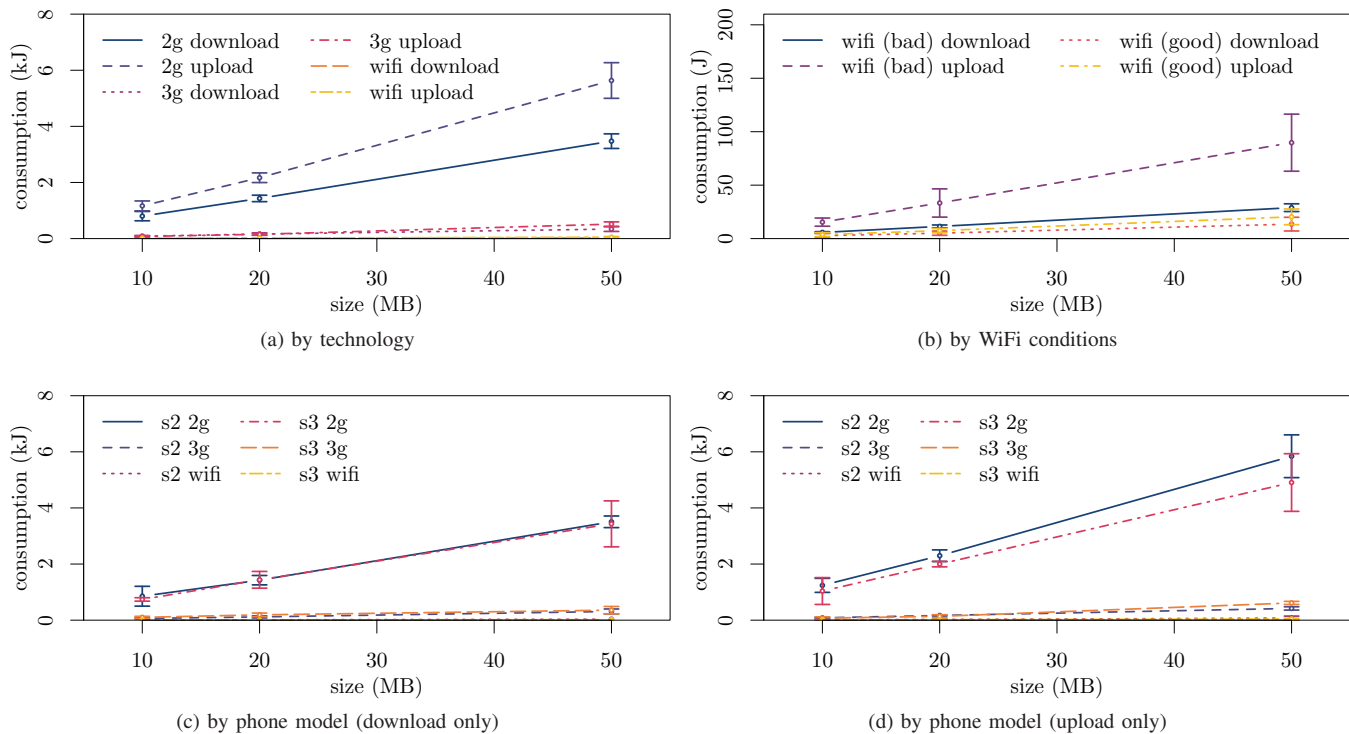 consumption (kJ)
0 2 4 6 8
2g download
2g upload
3g download
3g upload
wifi download
wifi upload
10 20 30 40 50
size (MB)
(a) by technology
consumption (J)
0 50 100 150 200
wifi (bad) download
wifi (bad) upload
wifi (good) download
wifi (good) upload
10 20 30 40 50
size (MB)
(b) by WiFi conditions
consumption (kJ)
0 2 4 6 8
s2 2g
s2 3g
s2 wifi
s3 2g
s3 3g
s3 wifi
10 20 30 40 50
size (MB)
(c) by phone model (download only)
consumption (kJ)
0 2 4 6 8
s2 2g
s2 3g
s2 wifi
s3 2g
s3 3g
s3 wifi
10 20 30 40 50
size (MB)
(d) by phone model (upload only)